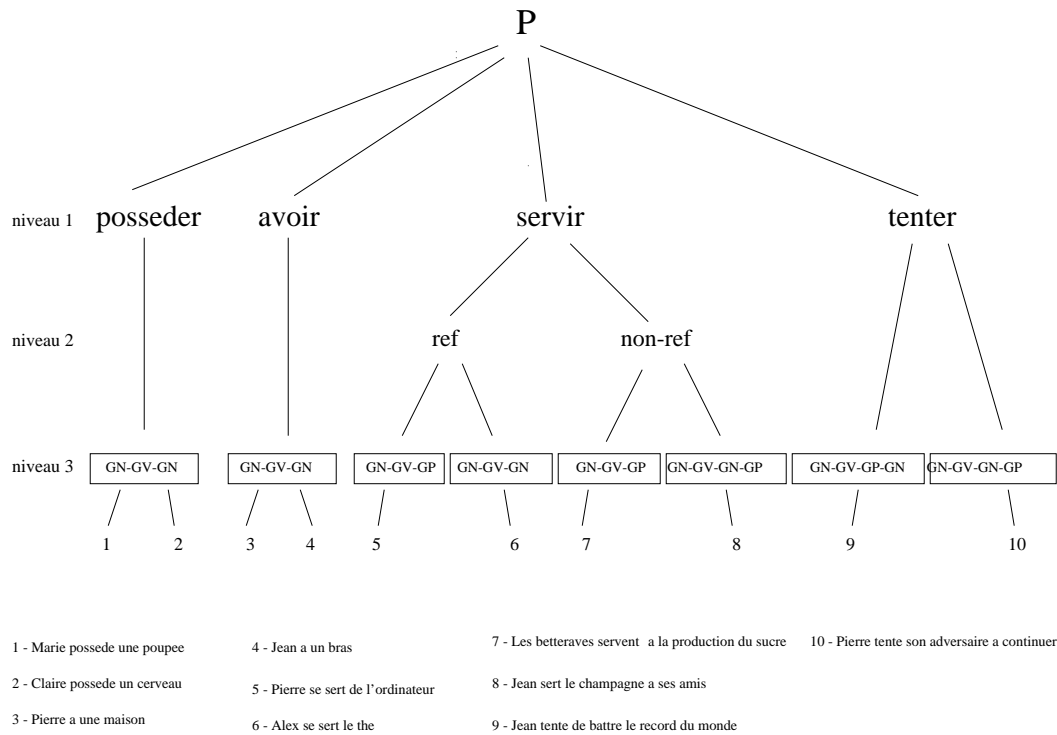 P
niveau 1 posseder avoir servir tenter
niveau 2 ref non-ref
niveau 3 GN-GV-GN GN-GV-GN GN-GV-GP GN-GV-GN GN-GV-GP GN-GV-GN-GP GN-GV-GP-GN GN-GV-GN-GP
1 2 3 4 5 6 7 8 9 10
1 - Marie possede une poupee
2 - Claire possede un cerveau
3 - Pierre a une maison
4 - Jean a un bras
5 - Pierre se sert de l'ordinateur
6 - Alex se sert le the
7 - Les betteraves servent a la production du sucre
8 - Jean sert le champagne a ses amis
9 - Jean tente de battre le record du monde
10 - Pierre tente son adversaire a continuer